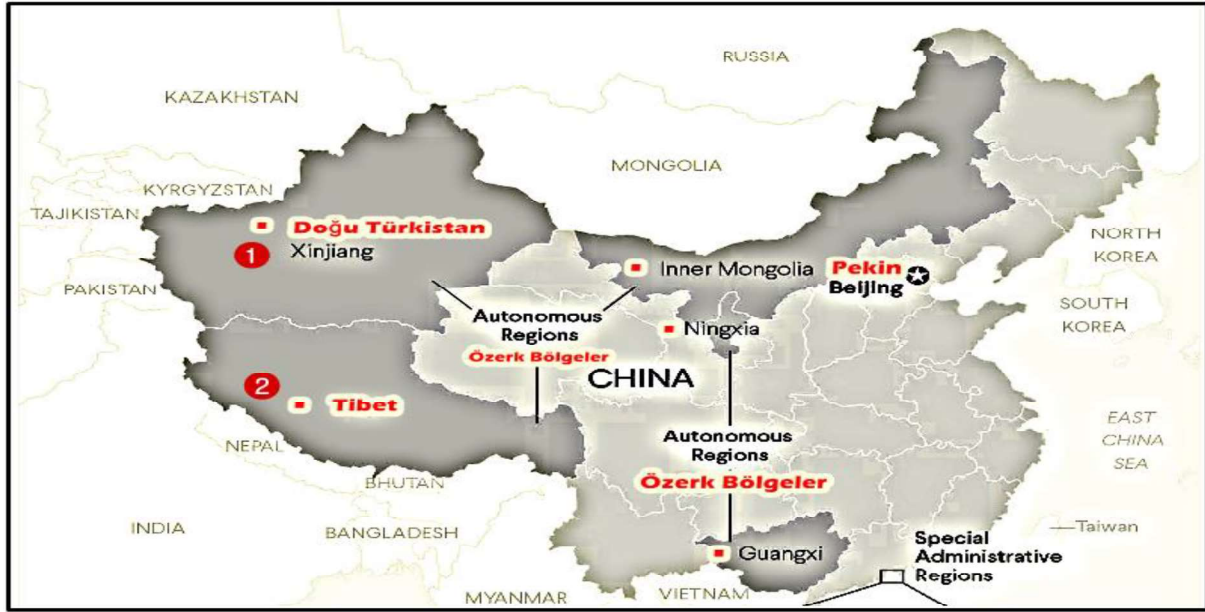 RUSSIA
KAZAKHSTAN
MONGOLIA
KYRGYZSTAN
TAJIKISTAN
Doğu Türkistan
1
Xinjiang
NORTH
KOREA
Inner Mongolia
Pekin
Beijing
PAKISTAN
SOUTH
KOREA
Autonomous
Regions
Özerk Bölgeler
Ningxia
CHINA
2
Tibet
EAST
CHINA
SEA
Autonomous
Regions
Özerk Bölgeler
NEPAL
BHUTAN
INDIA
BANGLADESH
Taiwan
Special
Administrative
Regions
Guangxi
MYANMAR
VIETNAM